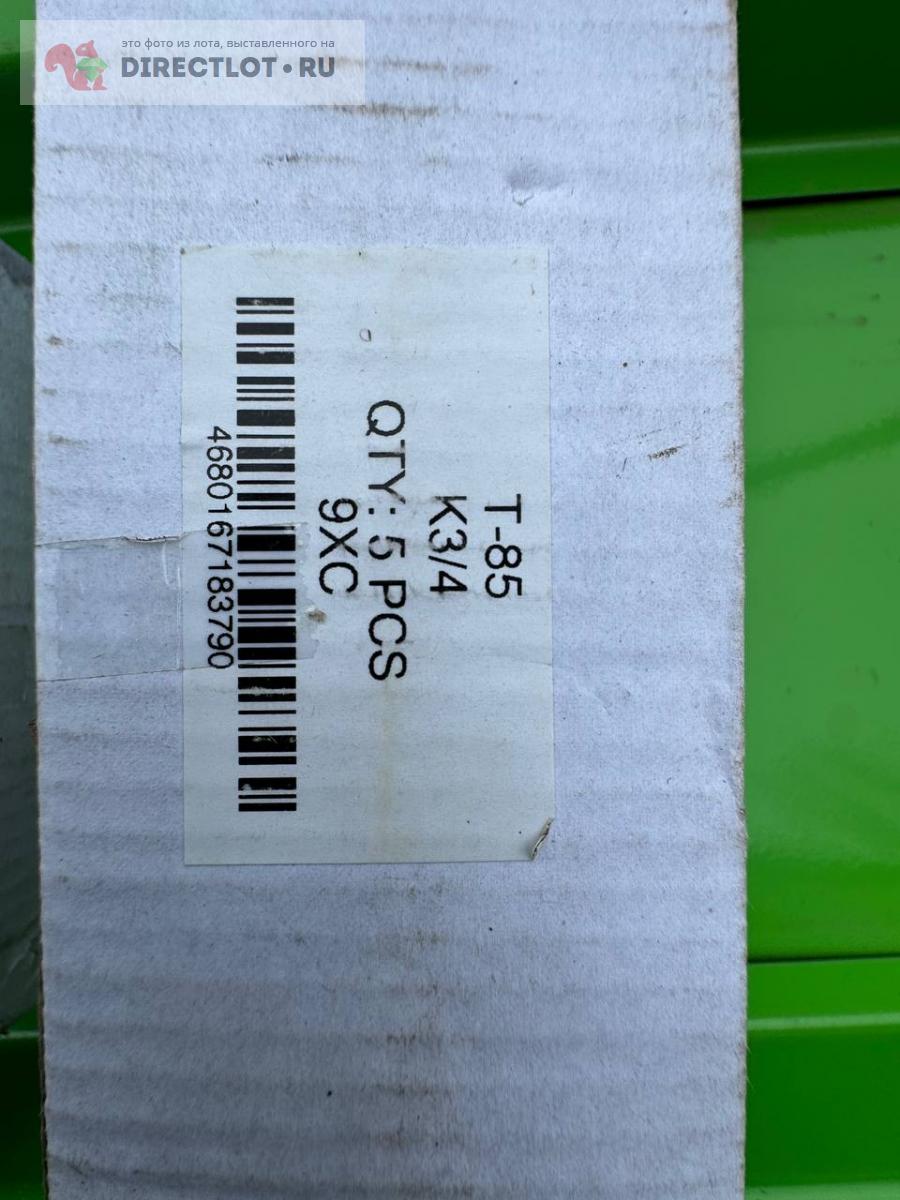 это фото из лота, выставленного на
DIRECTLOT.RU
T-85
K3/4
QTY: 5 PCS
9XC
4680167183790